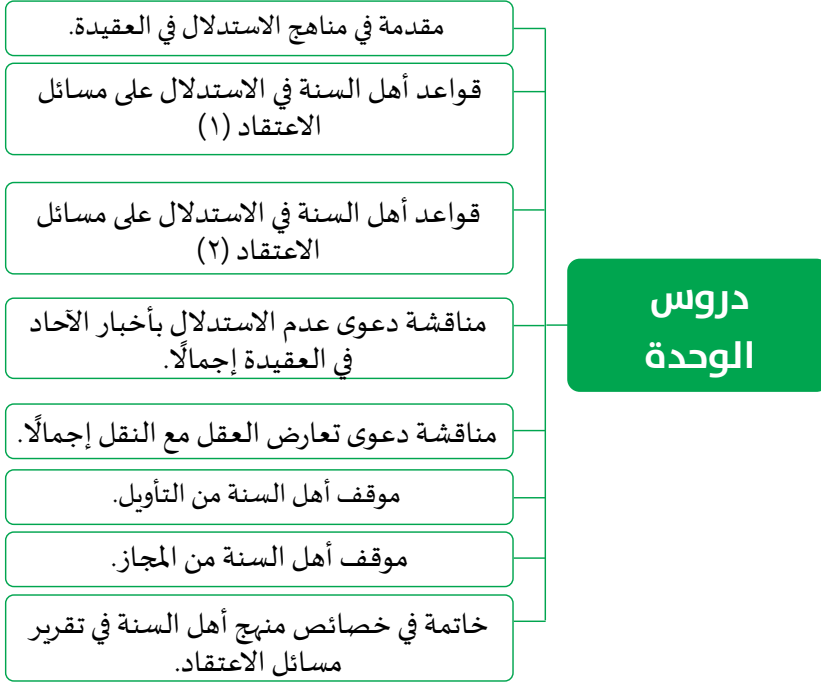 دروس
الوحدة
مقدمة في مناهج الاستدلال في العقيدة.
قواعد أهل السنة في الاستدلال على مسائل
الاعتقاد (١)
قواعد أهل السنة في الاستدلال على مسائل
الاعتقاد (٢)
مناقشة دعوى عدم الاستدلال بأخبار الآحاد
في العقيدة إجمالًا.
مناقشة دعوى تعارض العقل مع النقل إجمالًا.
موقف أهل السنة من التأويل.
موقف أهل السنة من المجاز.
خاتمة في خصائص منهج أهل السنة في تقرير
مسائل الاعتقاد.